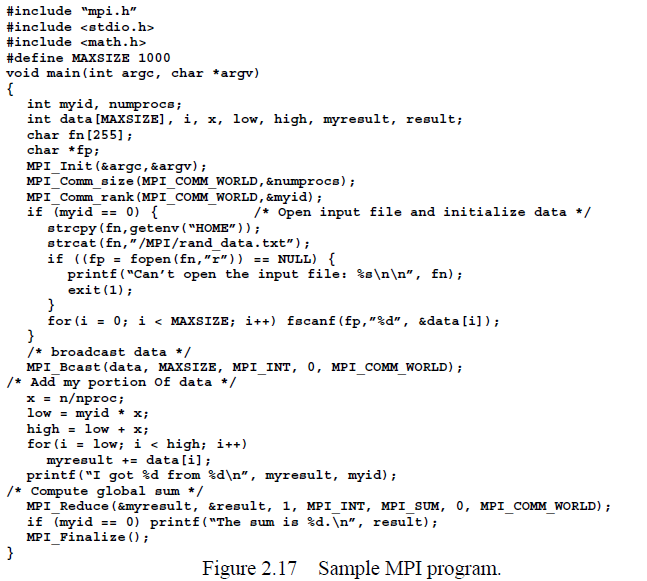 #include “mpi.h”
#include <stdio.h>
#include <math.h>
#define MAXSIZE 1000
void main(int argc, char *argv)
{
int myid, numprocs;
int data[MAXSIZE], i, x, low, high, myresult, result;
char fn[255];
char *fp;
MPI_Init(&argc,&argv);
MPI_Comm_size(MPI_COMM_WORLD,&numprocs);
MPI_Comm_rank(MPI_COMM_WORLD,&myid);
if (myid == 0) { /* Open input file and initialize data */
strcpy(fn,getenv(“HOME”));
strcat(fn,”/MPI/rand_data.txt”);
if ((fp = fopen(fn,”r”)) == NULL) {
printf(“Can’t open the input file: %s\n\n”, fn);
exit(1);
}
for(i = 0; i < MAXSIZE; i++) fscanf(fp,”%d”, &data[i]);
}
/* broadcast data */
MPI_Bcast(data, MAXSIZE, MPI_INT, 0, MPI_COMM_WORLD);
/* Add my portion Of data */
x = n/nproc;
low = myid * x;
high = low + x;
for(i = low; i < high; i++)
myresult += data[i];
printf(“I got %d from %d\n”, myresult, myid);
/* Compute global sum */
MPI_Reduce(&myresult, &result, 1, MPI_INT, MPI_SUM, 0, MPI_COMM_WORLD);
if (myid == 0) printf(“The sum is %d.\n”, result);
MPI_Finalize();
}
Figure 2.17 Sample MPI program.